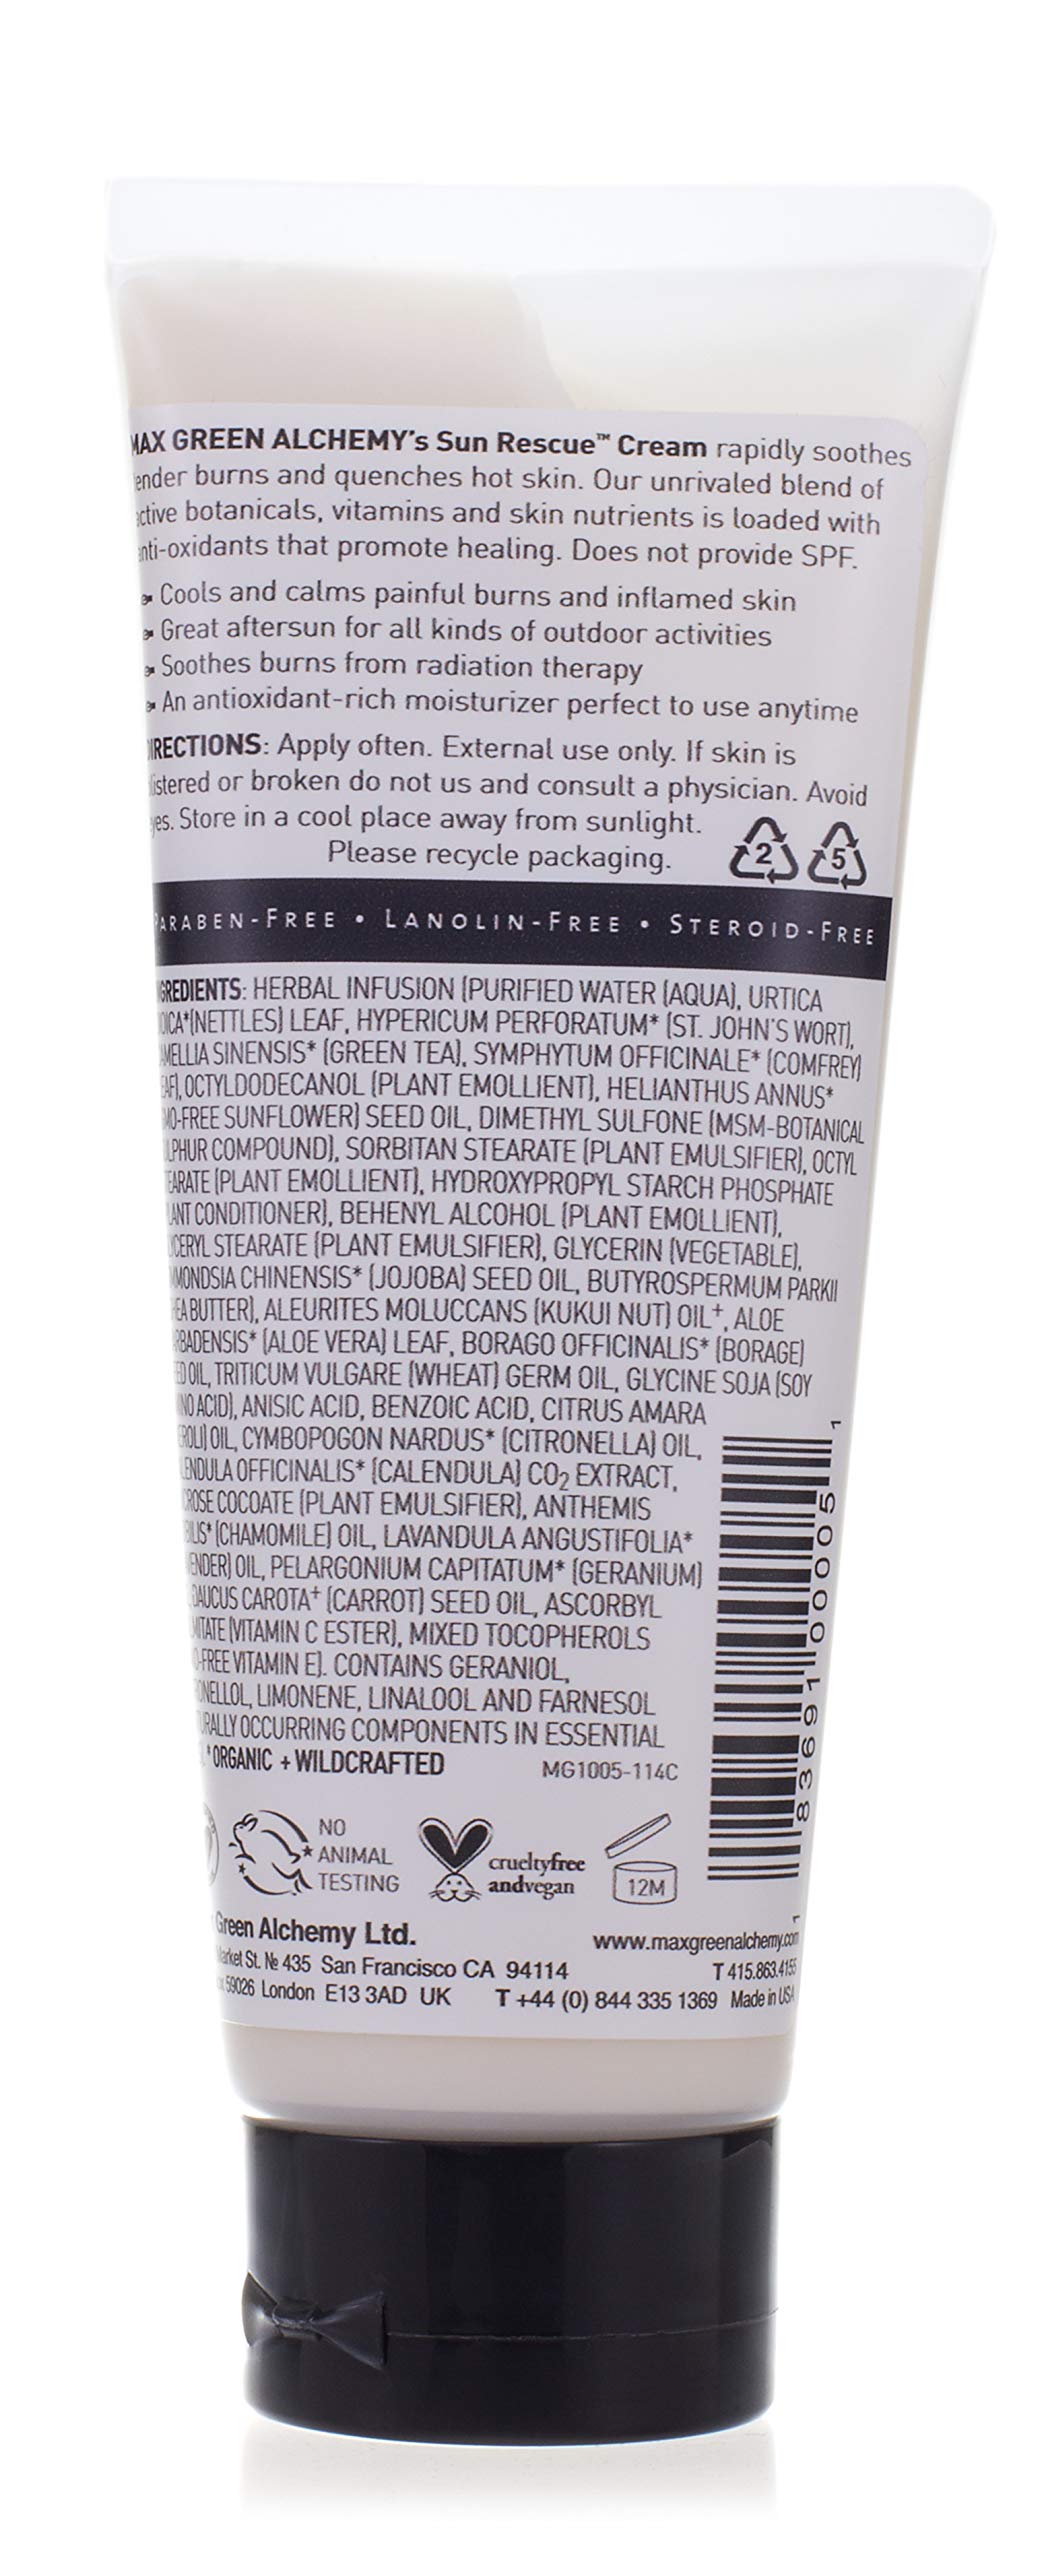 MAX GREEN ALCHEMY's Sun Rescue™ Cream rapidly soothes
ender burns and quenches hot skin. Our unrivaled blend of
ctive botanicals, vitamins and skin nutrients is loaded with
nti-oxidants that promote healing. Does not provide SPF.
Cools and calms painful burns and inflamed skin
Great aftersun for all kinds of outdoor activities
Soothes burns from radiation therapy
An antioxidant-rich moisturizer perfect to use anytime
DIRECTIONS: Apply often. External use only. If skin is
listered or broken do not us and consult a physician. Avoid
yes. Store in a cool place away from sunlight.
Please recycle packaging.
2 5
PARABEN-FREE • LANOLIN-FREE • STEROID-FREE
GREDIENTS: HERBAL INFUSION (PURIFIED WATER (AQUA), URTICA
OICA*(NETTLES) LEAF, HYPERICUM PERFORATUM* (ST. JOHN'S WORT),
MELLIA SINENSIS* (GREEN TEA), SYMPHYTUM OFFICINALE* (COMFREY)
EAF), OCTYLDODECANOL (PLANT EMOLLIENT), HELIANTHUS ANNUS*
MO-FREE SUNFLOWER) SEED OIL, DIMETHYL SULFONE (MSM-BOTANICAL
LPHUR COMPOUND), SORBITAN STEARATE (PLANT EMULSIFIER), OCTYL
EARATE (PLANT EMOLLIENT), HYDROXYPROPYL STARCH PHOSPHATE
LANT CONDITIONER), BEHENYL ALCOHOL (PLANT EMOLLIENT),
YCERYL STEARATE (PLANT EMULSIFIER), GLYCERIN (VEGETABLE),
MMONDSIA CHINENSIS* (JOJOBA) SEED OIL, BUTYROSPERMUM PARKII
HEA BUTTER), ALEURITES MOLUCCANS (KUKUI NUT) OIL+, ALOE
RBADENSIS* (ALOE VERA) LEAF, BORAGO OFFICINALIS* (BORAGE)
ED OIL, TRITICUM VULGARE (WHEAT) GERM OIL, GLYCINE SOJA (SOY
INO ACID), ANISIC ACID, BENZOIC ACID, CITRUS AMARA
EROLI) OIL, CYMBOPOGON NARDUS* (CITRONELLA) OIL,
LENDULA OFFICINALIS* (CALENDULA) CO2 EXTRACT,
CROSE COCOATE (PLANT EMULSIFIER), ANTHEMIS
BILIS* (CHAMOMILE) OIL, LAVANDULA ANGUSTIFOLIA*
VENDER) OIL, PELARGONIUM CAPITATUM* (GERANIUM)
DAUCUS CAROTA+ (CARROT) SEED OIL, ASCORBYL
MITATE (VITAMIN C ESTER), MIXED TOCOPHEROLS
O-FREE VITAMIN E). CONTAINS GERANIOL,
RONELLOL, LIMONENE, LINALOOL AND FARNESOL
URALLY OCCURRING COMPONENTS IN ESSENTIAL
*ORGANIC +WILDCRAFTED MG1005-114C
8 36911 00005 1
NO
ANIMAL
TESTING
crueltyfree
andvegan
12M
Green Alchemy Ltd. www.maxgreenalchemy.com
Market St. № 435 San Francisco CA 94114 T 415.863.4155
59026 London E13 3AD UK T +44 (0) 844 335 1369 Made in USA